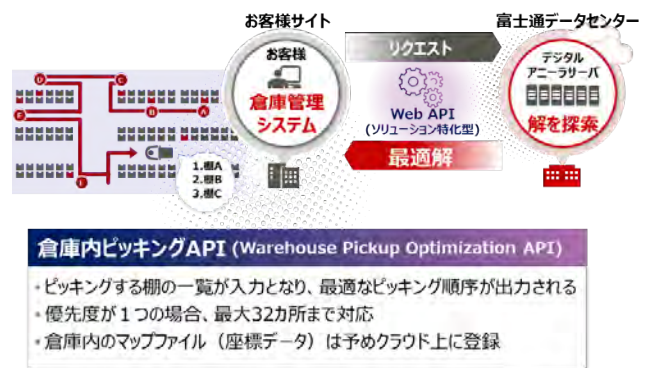 お客様サイト
富士通データセンター
お客様
倉庫管理
システム
リクエスト
Web API
(ソリューション特化型)
最適解
デジタル
アニーラサーバ
解を探索
D
C
B
A
E
1.棚A
2.棚B
3.棚C
倉庫内ピッキングAPI (Warehouse Pickup Optimization API)
・ピッキングする棚の一覧が入力となり、最適なピッキング順序が出力される
・優先度が1つの場合、最大32カ所まで対応
・倉庫内のマップファイル（座標データ）は予めクラウド上に登録